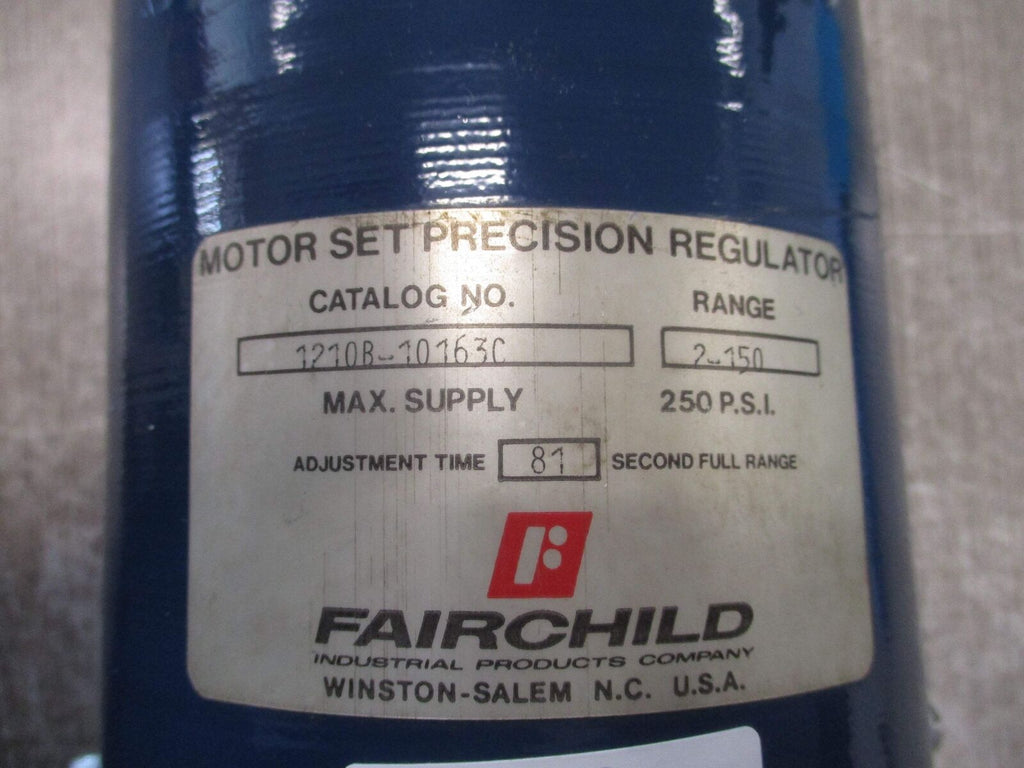 MOTOR SET PRECISION REGULATOR
CATALOG NO. RANGE
1210B-10163C 2-150
MAX. SUPPLY 250 P.S.I.
ADJUSTMENT TIME 81 SECOND FULL RANGE
FAIRCHILD
INDUSTRIAL PRODUCTS COMPANY
WINSTON-SALEM N.C. U.S.A.